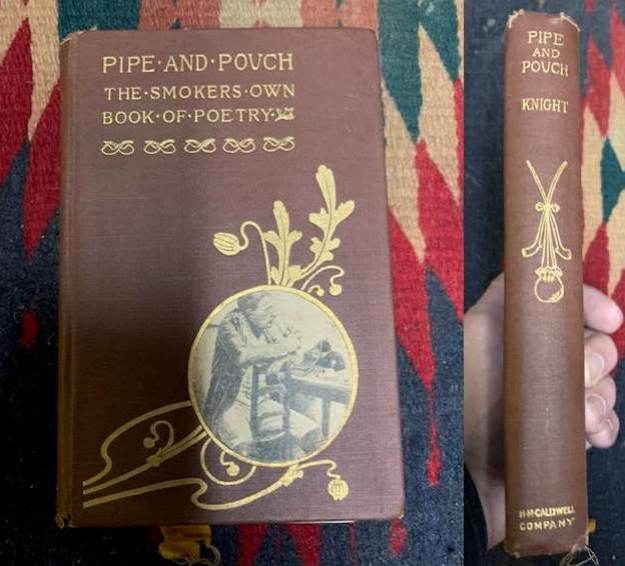 PIPE·AND·POUCH
THE·SMOKERS·OWN
BOOK·OF·POETRY·
PIPE
AND
POUCH
KNIGHT
H·M·CALDWELL
COMPANY